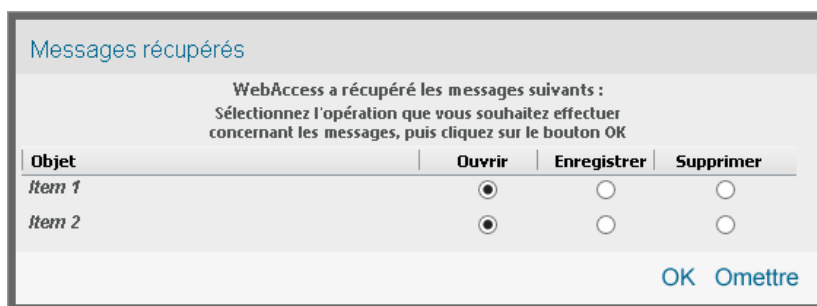 Messages récupérés
WebAccess a récupéré les messages suivants :
Sélectionnez l'opération que vous souhaitez effectuer
concernant les messages, puis cliquez sur le bouton OK
Objet Ouvrir Enregistrer Supprimer
Item 1
Item 2
OK Omettre